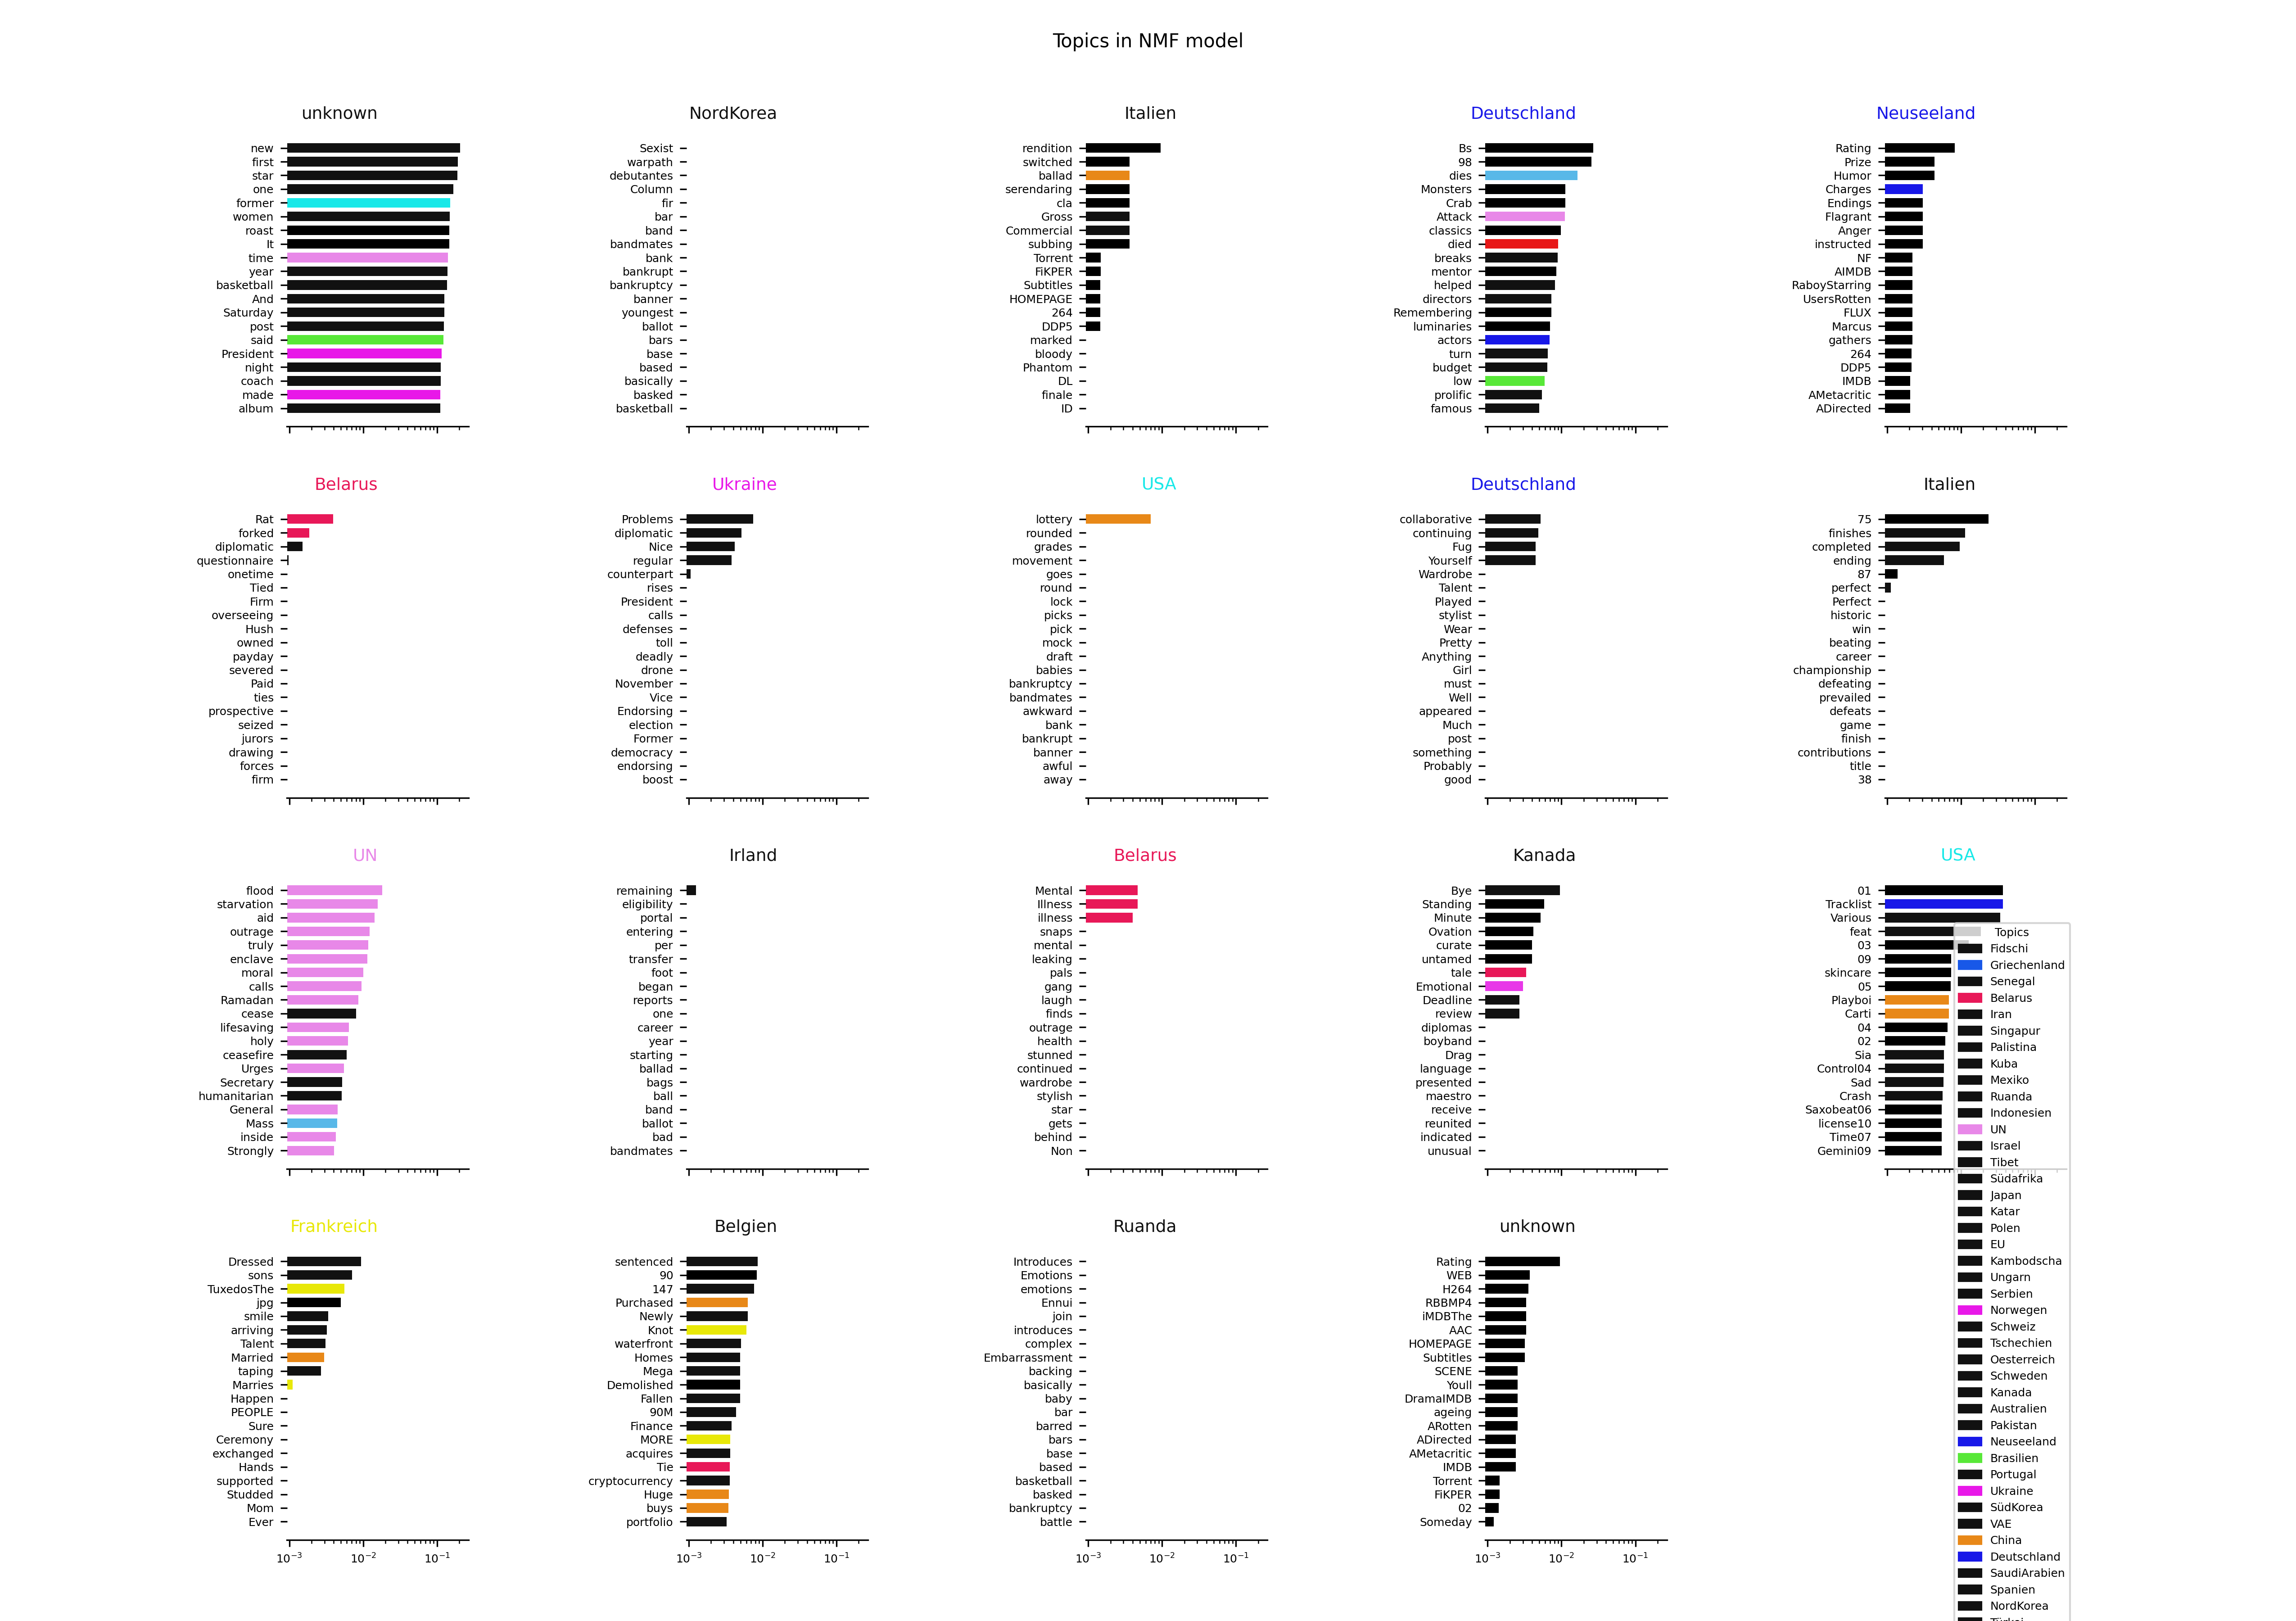 Topics in NMF model
unknown
new
first
star
one
former
women
roast
It
time
year
basketball
And
Saturday
post
said
President
night
coach
made
album
NordKorea
Sexist
warpath
debutantes
Column
fir
bar
band
bandmates
bank
bankrupt
bankruptcy
banner
youngest
ballot
bars
base
based
basically
basked
basketball
Italien
rendition
switched
ballad
serendaring
cla
Gross
Commercial
subbing
Torrent
FiKPER
Subtitles
HOMEPAGE
264
DDP5
marked
bloody
Phantom
DL
finale
ID
Deutschland
Bs
98
dies
Monsters
Crab
Attack
classics
died
breaks
mentor
helped
directors
Remembering
luminaries
actors
turn
budget
low
prolific
famous
Neuseeland
Rating
Prize
Humor
Charges
Endings
Flagrant
Anger
instructed
NF
AIMDB
RaboyStarring
UsersRotten
FLUX
Marcus
gathers
264
DDP5
IMDB
AMetacritic
ADirected
Belarus
Rat
forked
diplomatic
questionnaire
onetime
Tied
Firm
overseeing
Hush
owned
payday
severed
Paid
ties
prospective
seized
jurors
drawing
forces
firm
Ukraine
Problems
diplomatic
Nice
regular
counterpart
rises
President
calls
defenses
toll
deadly
drone
November
Vice
Endorsing
election
Former
democracy
endorsing
boost
USA
lottery
rounded
grades
movement
goes
round
lock
picks
pick
mock
draft
babies
bankruptcy
bandmates
awkward
bank
bankrupt
banner
awful
away
Deutschland
collaborative
continuing
Fug
Yourself
Wardrobe
Talent
Played
stylist
Wear
Pretty
Anything
Girl
must
Well
appeared
Much
post
something
Probably
good
Italien
75
finishes
completed
ending
87
perfect
Perfect
historic
win
beating
career
championship
defeating
prevailed
defeats
game
finish
contributions
title
38
UN
flood
starvation
aid
outrage
truly
enclave
moral
calls
Ramadan
cease
lifesaving
holy
ceasefire
Urges
Secretary
humanitarian
General
Mass
inside
Strongly
Irland
remaining
eligibility
portal
entering
per
transfer
foot
began
reports
one
career
year
starting
ballad
bags
ball
band
ballot
bad
bandmates
Belarus
Mental
Illness
illness
snaps
mental
leaking
pals
gang
laugh
finds
outrage
health
stunned
continued
wardrobe
stylish
star
gets
behind
Non
Kanada
Bye
Standing
Minute
Ovation
curate
untamed
tale
Emotional
Deadline
review
diplomas
boyband
Drag
language
presented
maestro
receive
reunited
indicated
unusual
USA
01
Tracklist
Various
feat
03
09
skincare
05
Playboi
Carti
04
02
Sia
Control04
Sad
Crash
Saxobeat06
license10
Time07
Gemini09
Frankreich
Dressed
sons
TuxedosThe
jpg
smile
arriving
Talent
Married
taping
Marries
Happen
PEOPLE
Sure
Ceremony
exchanged
Hands
supported
Studded
Mom
Ever
10⁻³ 10⁻² 10⁻¹
Belgien
sentenced
90
147
Purchased
Newly
Knot
waterfront
Homes
Mega
Demolished
Fallen
90M
Finance
MORE
acquires
Tie
cryptocurrency
Huge
buys
portfolio
10⁻³ 10⁻² 10⁻¹
Ruanda
Introduces
Emotions
emotions
Ennui
join
introduces
complex
Embarrassment
backing
basically
baby
bar
barred
bars
base
based
basketball
basked
bankruptcy
battle
10⁻³ 10⁻² 10⁻¹
unknown
Rating
WEB
H264
RBBMP4
iMDBThe
AAC
HOMEPAGE
Subtitles
SCENE
Youll
DramaIMDB
ageing
ARotten
ADirected
AMetacritic
IMDB
Torrent
FiKPER
02
Someday
10⁻³ 10⁻² 10⁻¹
Topics
Fidschi
Griechenland
Senegal
Belarus
Iran
Singapur
Palistina
Kuba
Mexiko
Ruanda
Indonesien
UN
Israel
Tibet
Südafrika
Japan
Katar
Polen
EU
Kambodscha
Ungarn
Serbien
Norwegen
Schweiz
Tschechien
Oesterreich
Schweden
Kanada
Australien
Pakistan
Neuseeland
Brasilien
Portugal
Ukraine
SüdKorea
VAE
China
Deutschland
SaudiArabien
Spanien
NordKorea